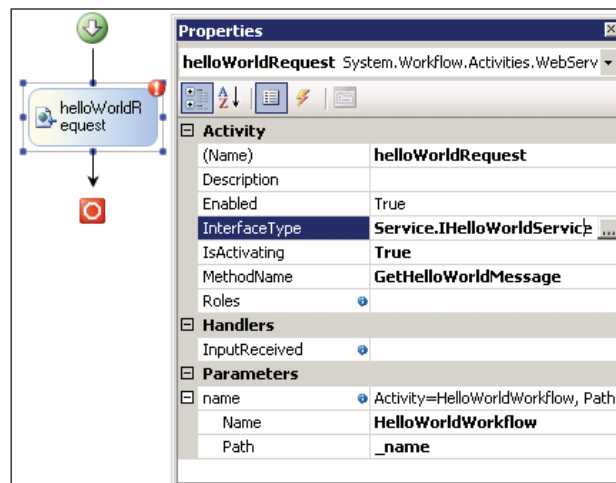 helloWorldR
equest
Properties
helloWorldRequest System.Workflow.Activities.WebServ
Activity
(Name) helloWorldRequest
Description
Enabled True
InterfaceType Service.IHelloWorldService ...
IsActivating True
MethodName GetHelloWorldMessage
Roles
Handlers
InputReceived
Parameters
name Activity=HelloWorldWorkflow, Path
Name HelloWorldWorkflow
Path _name